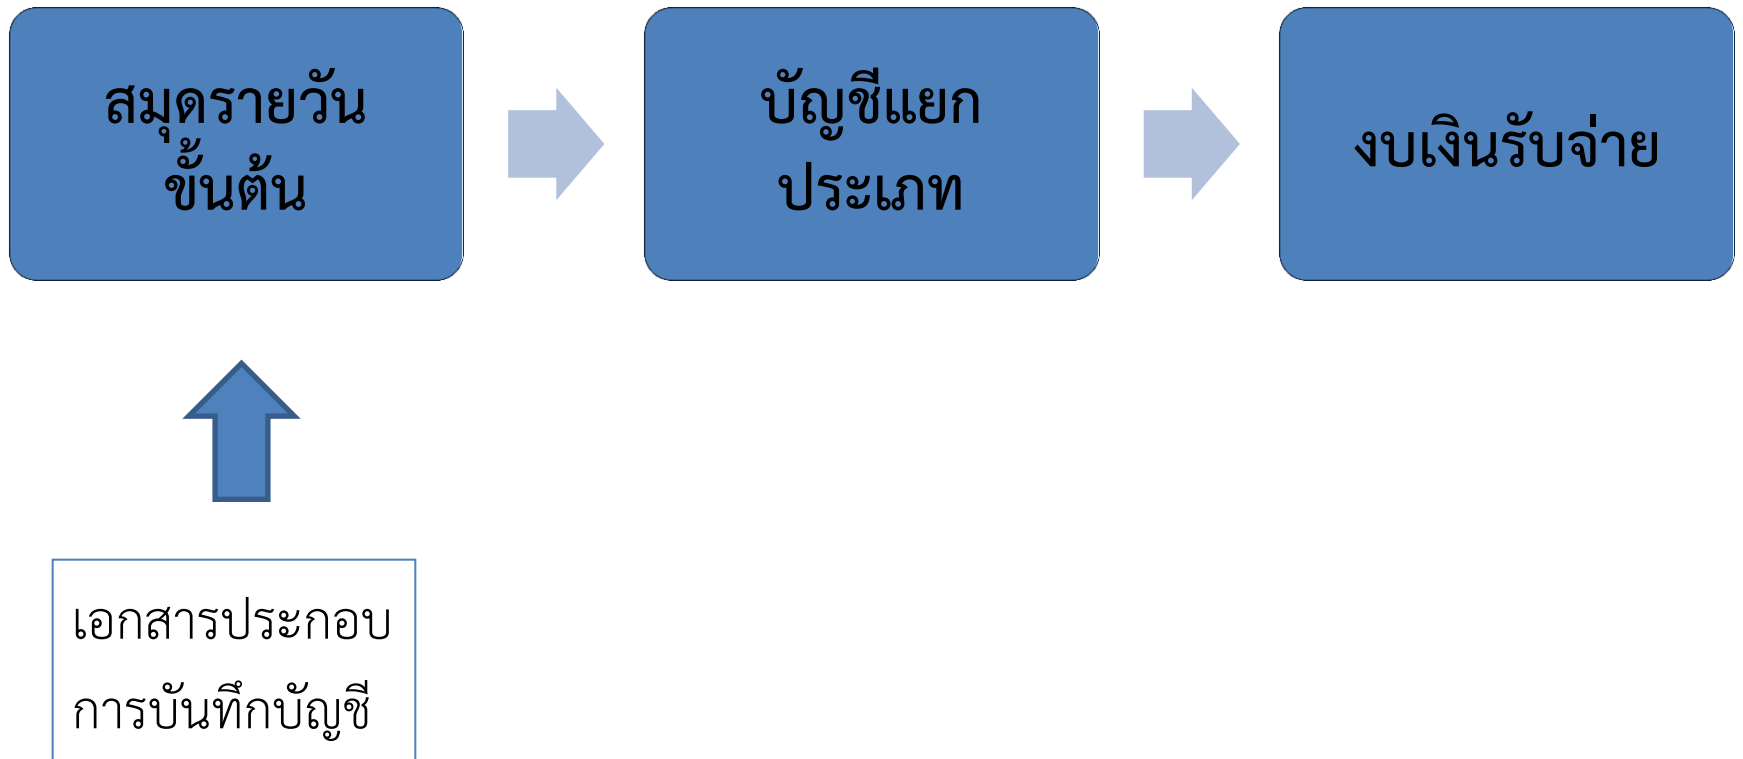 สมุดรายวัน
ขั้นต้น
บัญชีแยก
ประเภท
งบเงินรับจ่าย
เอกสารประกอบ
การบันทึกบัญชี